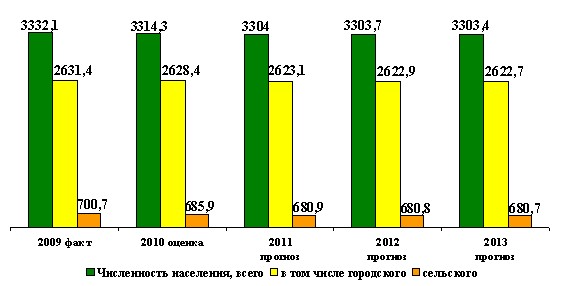 3332,1 3314,3 3304 3303,7 3303,4
2631,4 2628,4 2623,1 2622,9 2622,7
700,7 685,9 680,9 680,8 680,7
2009 факт 2010 оценка 2011 прогноз 2012 прогноз 2013 прогноз
Численность населения, всего в том числе городского сельского